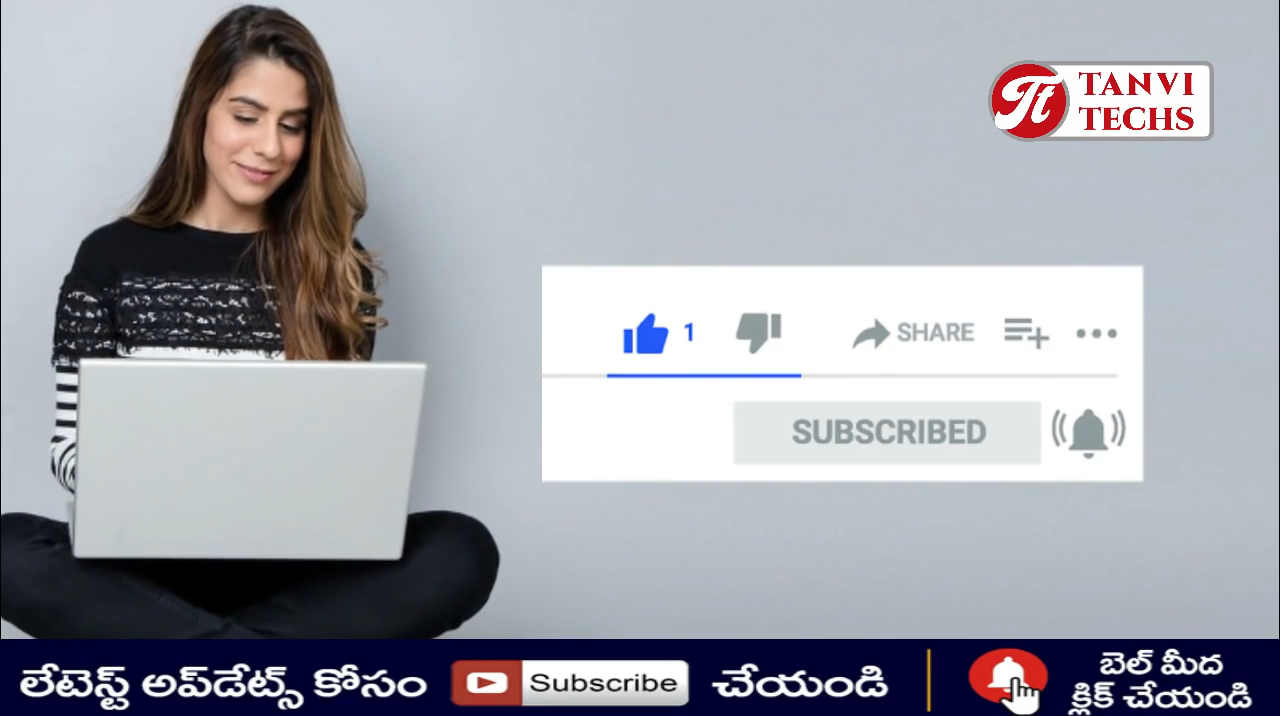 TANVI
TECHS
1
SHARE
SUBSCRIBED
లేటెస్ట్ అప్‌డేట్స్ కోసం Subscribe చేయండి
బెల్ మీద
క్లిక్ చేయండి